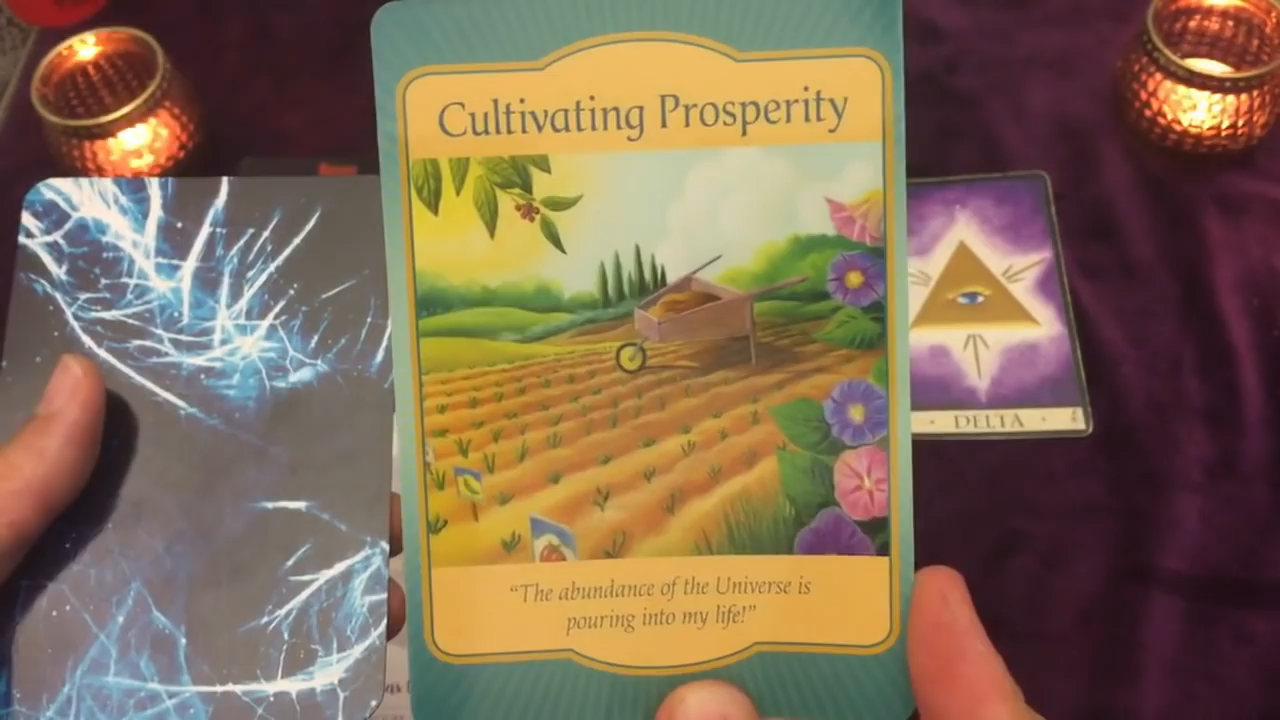 Cultivating Prosperity
"The abundance of the Universe is
pouring into my life!"
· DELTA ·